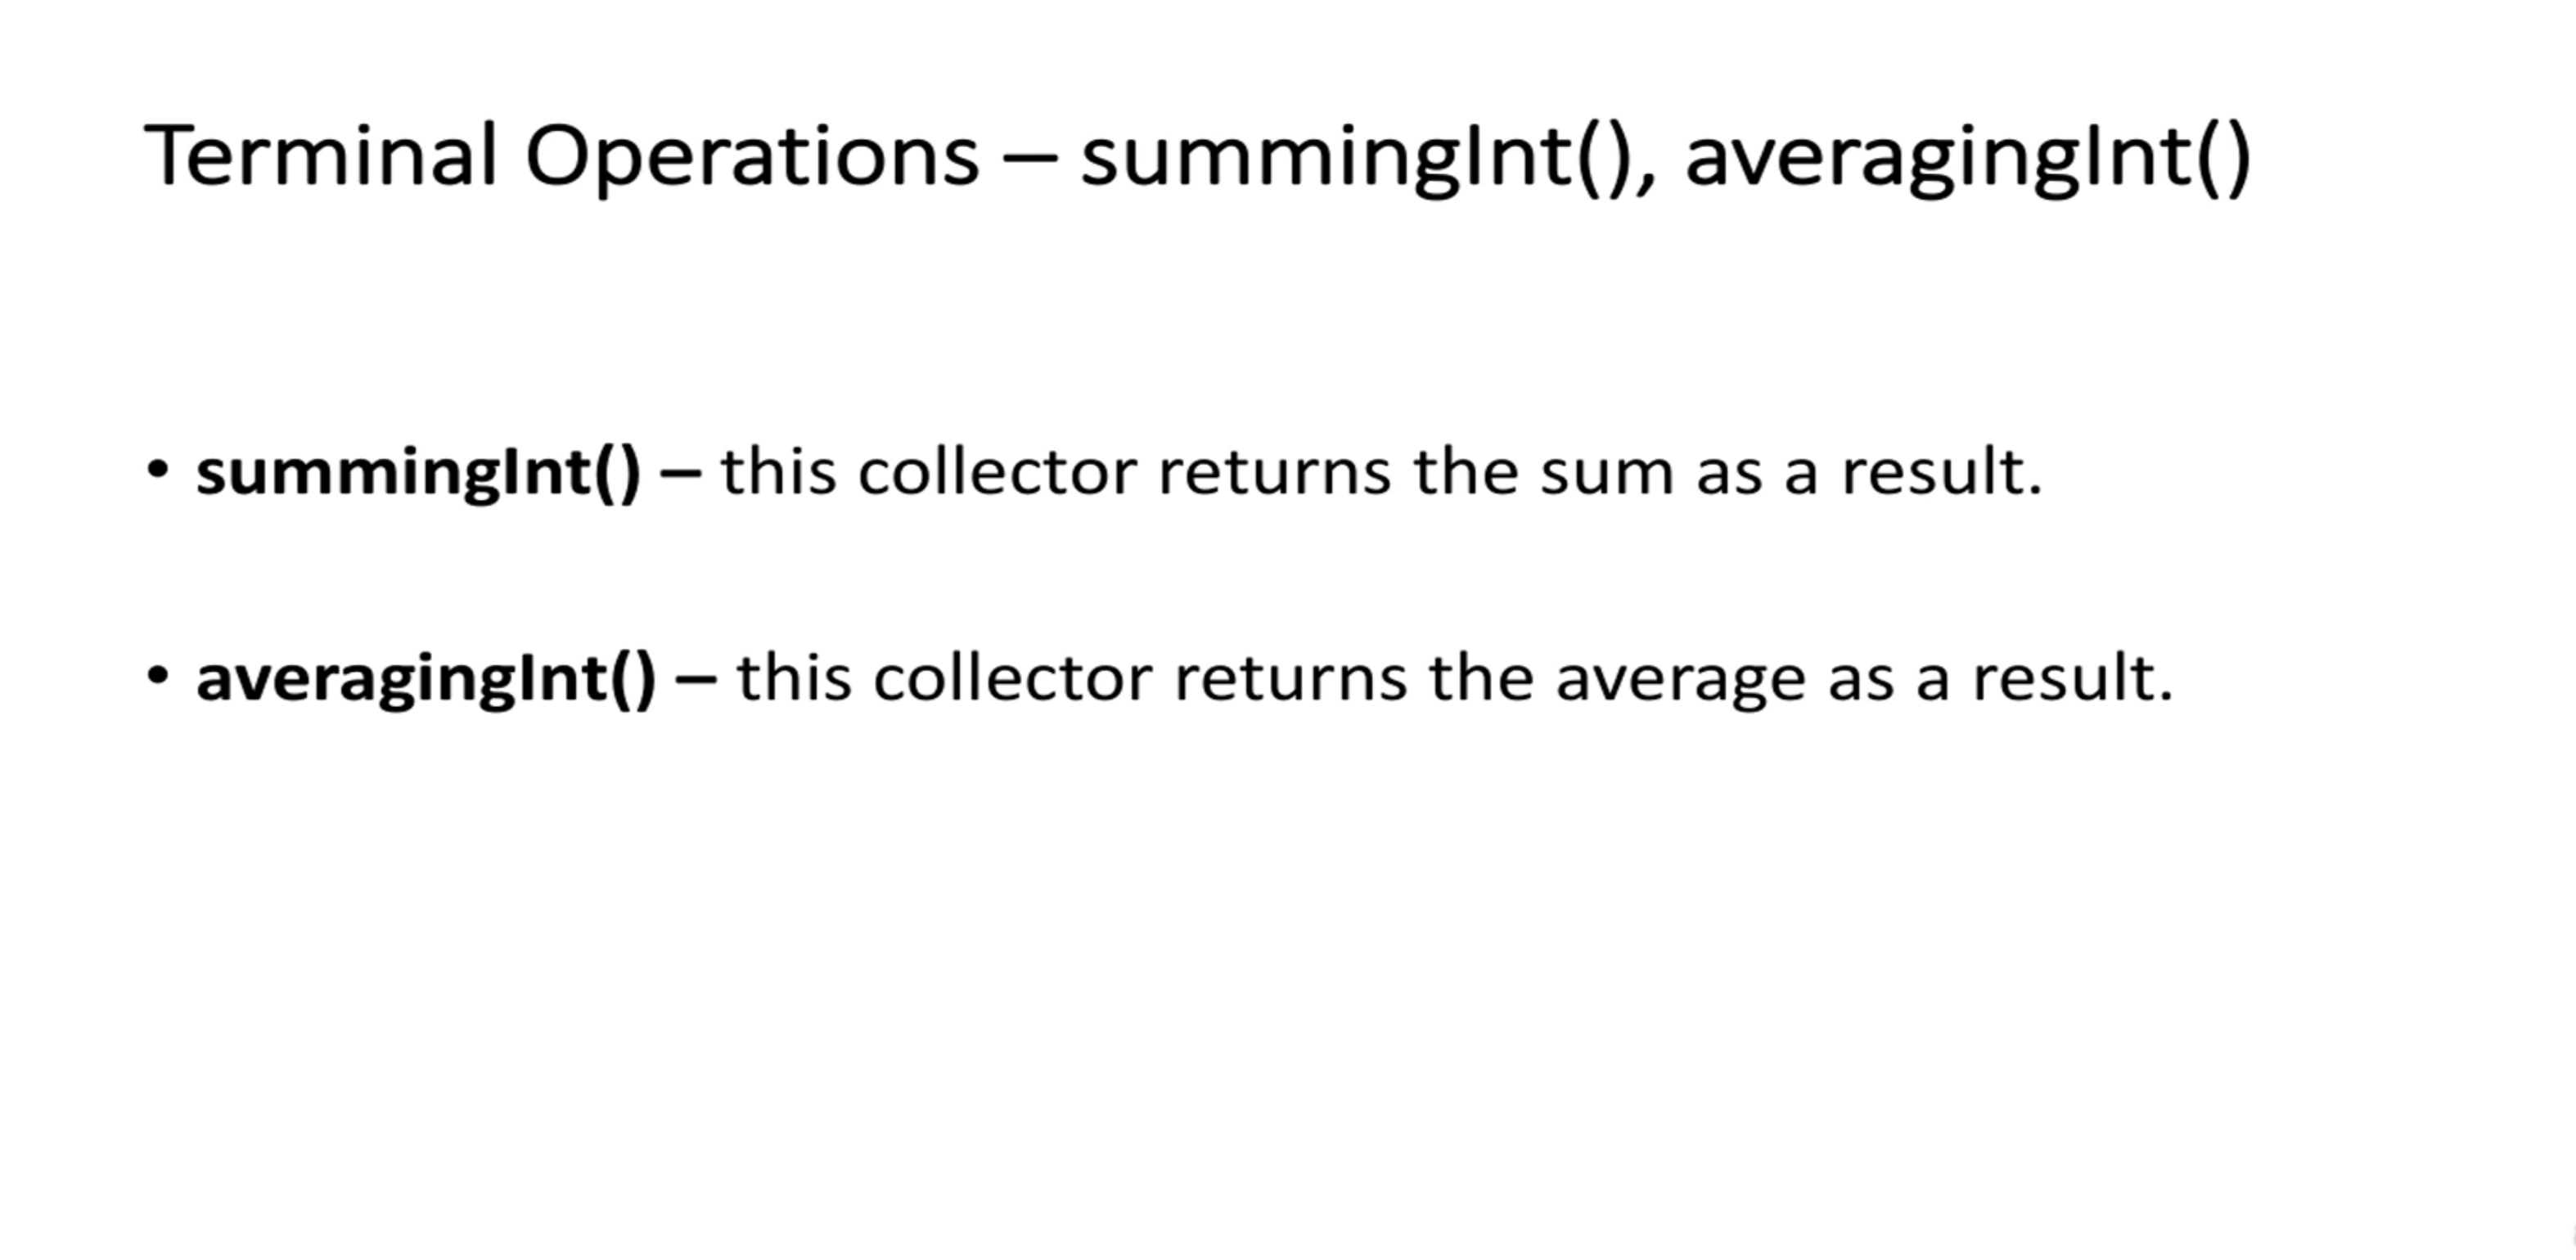 Terminal Operations – summingInt(), averagingInt()
• summingInt() – this collector returns the sum as a result.
• averagingInt() – this collector returns the average as a result.